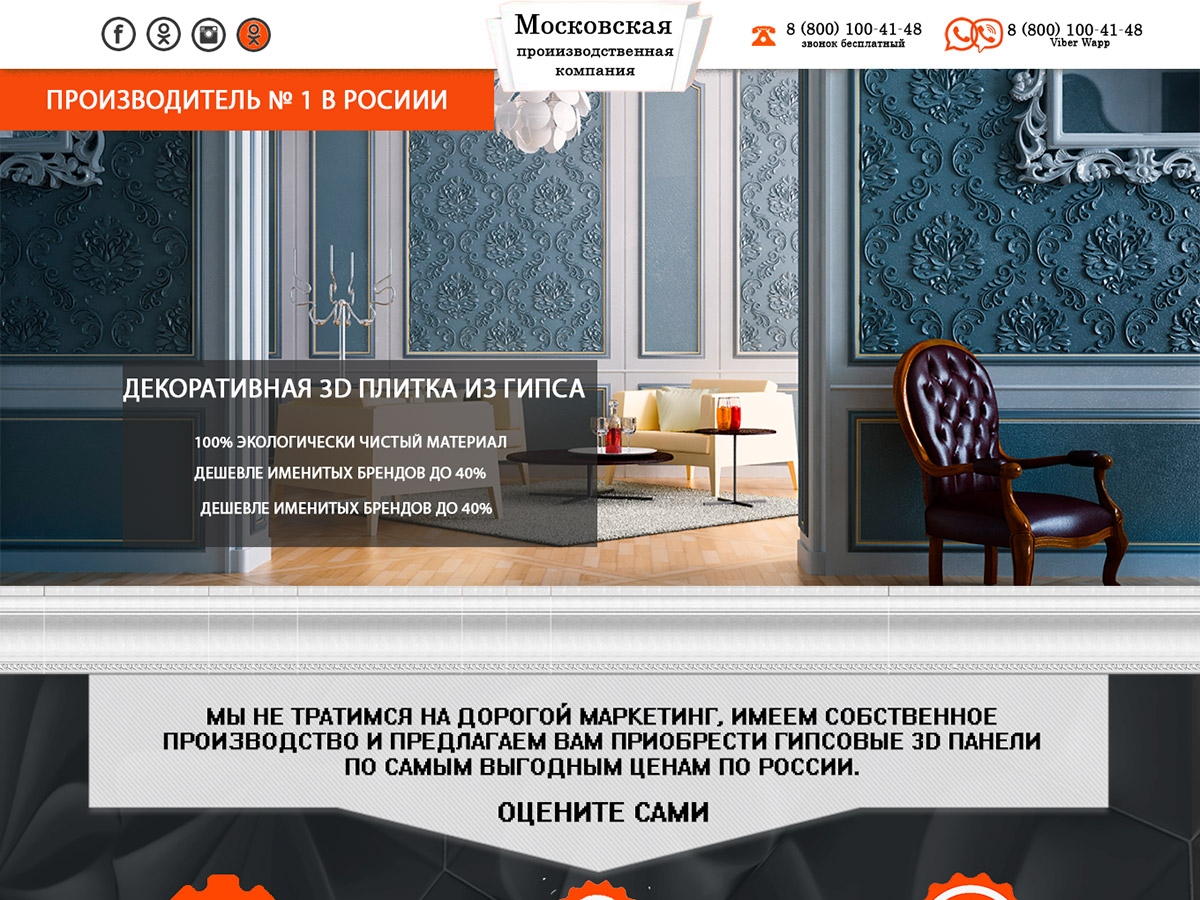 Московская
проиизводственная
компания
8 (800) 100-41-48
звонок бесплатный
8 (800) 100-41-48
Viber Wapp
ПРОИЗВОДИТЕЛЬ № 1 В РОСИИИ
ДЕКОРАТИВНАЯ 3D ПЛИТКА ИЗ ГИПСА
100% ЭКОЛОГИЧЕСКИ ЧИСТЫЙ МАТЕРИАЛ
ДЕШЕВЛЕ ИМЕНИТЫХ БРЕНДОВ ДО 40%
ДЕШЕВЛЕ ИМЕНИТЫХ БРЕНДОВ ДО 40%
МЫ НЕ ТРАТИМСЯ НА ДОРОГОЙ МАРКЕТИНГ, ИМЕЕМ СОБСТВЕННОЕ
ПРОИЗВОДСТВО И ПРЕДЛАГАЕМ ВАМ ПРИОБРЕСТИ ГИПСОВЫЕ 3D ПАНЕЛИ
ПО САМЫМ ВЫГОДНЫМ ЦЕНАМ ПО РОССИИ.
ОЦЕНИТЕ САМИ